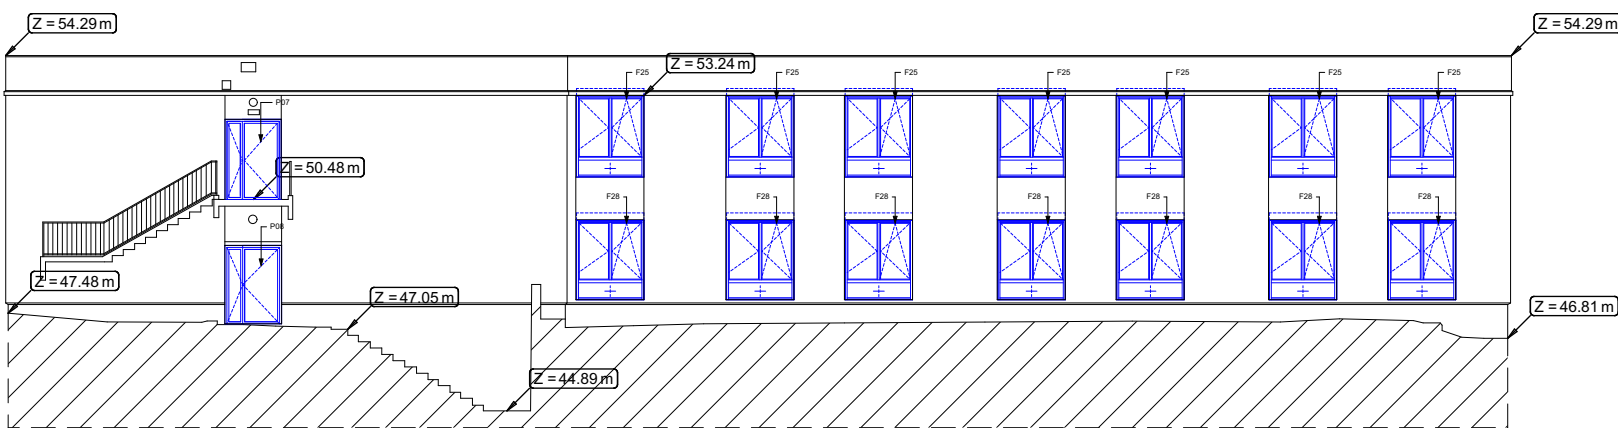 Z = 54.29 m
Z = 54.29 m
Z = 53.24 m
F25
F25
F25
F25
F25
F25
F25
P07
Z = 50.48 m
F28
F28
F28
F28
F28
F28
F28
P08
Z = 47.48 m
Z = 47.05 m
Z = 46.81 m
Z = 44.89 m